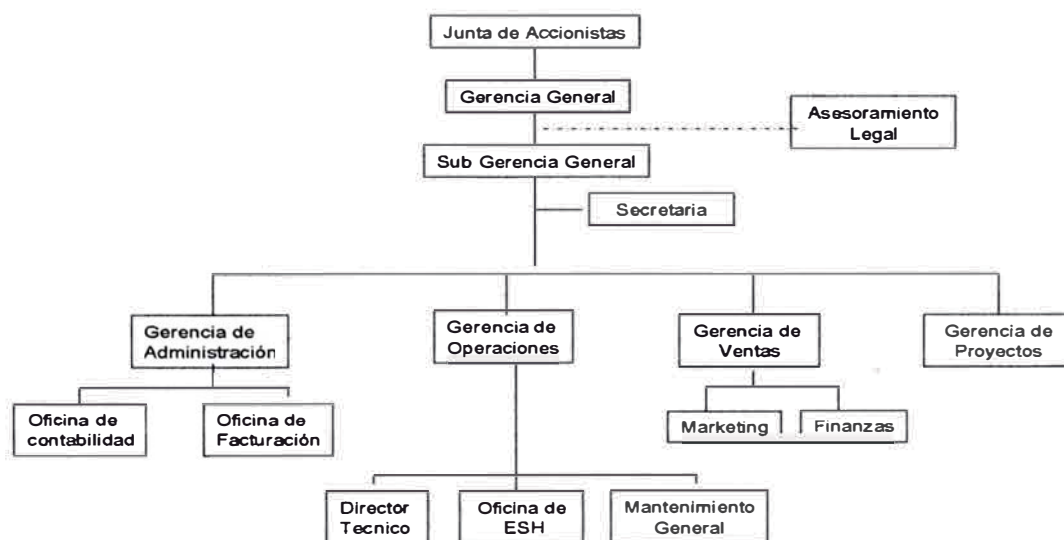 Junta de Accionistas
Gerencia General
Asesoramiento
Legal
Sub Gerencia General
Secretaria
Gerencia de
Administración
Gerencia de
Operaciones
Gerencia de
Ventas
Gerencia de
Proyectos
Oficina de
contabilidad
Oficina de
Facturación
Marketing
Finanzas
Director
Tecnico
Oficina de
ESH
Mantenimiento
General